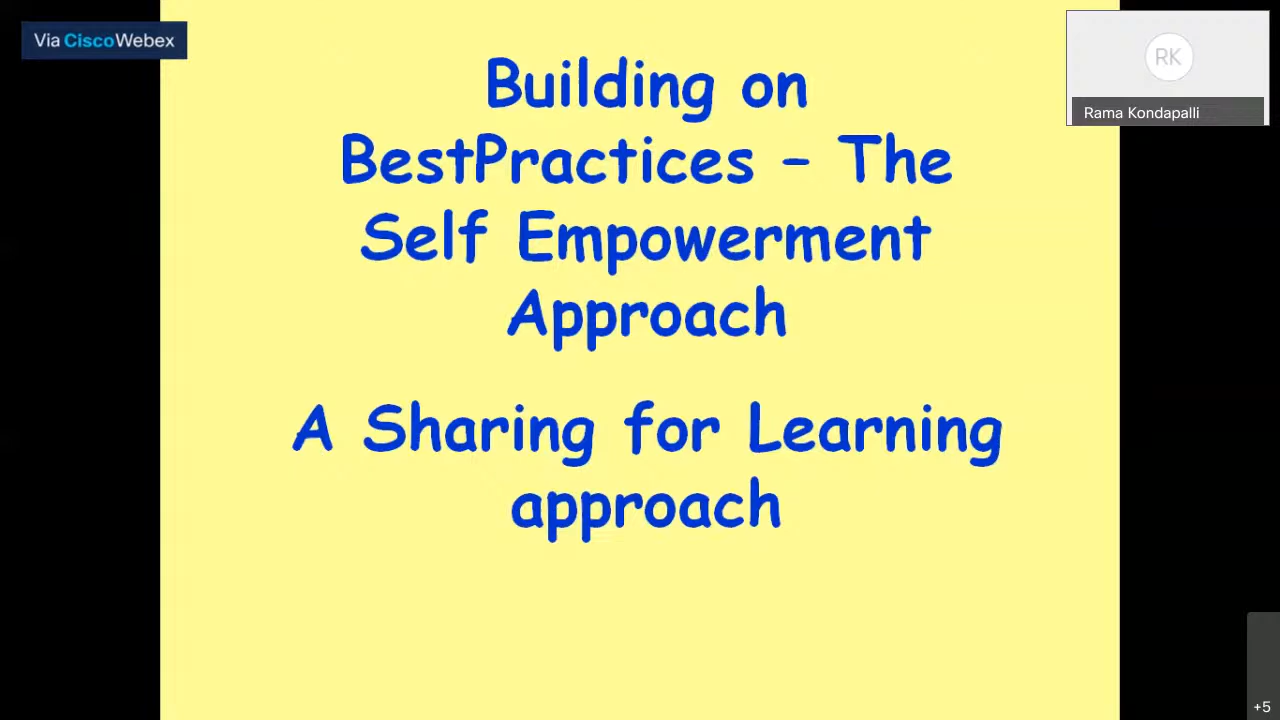 Via CiscoWebex
RK
Rama Kondapalli
Building on
BestPractices – The
Self Empowerment
Approach
A Sharing for Learning
approach
+5